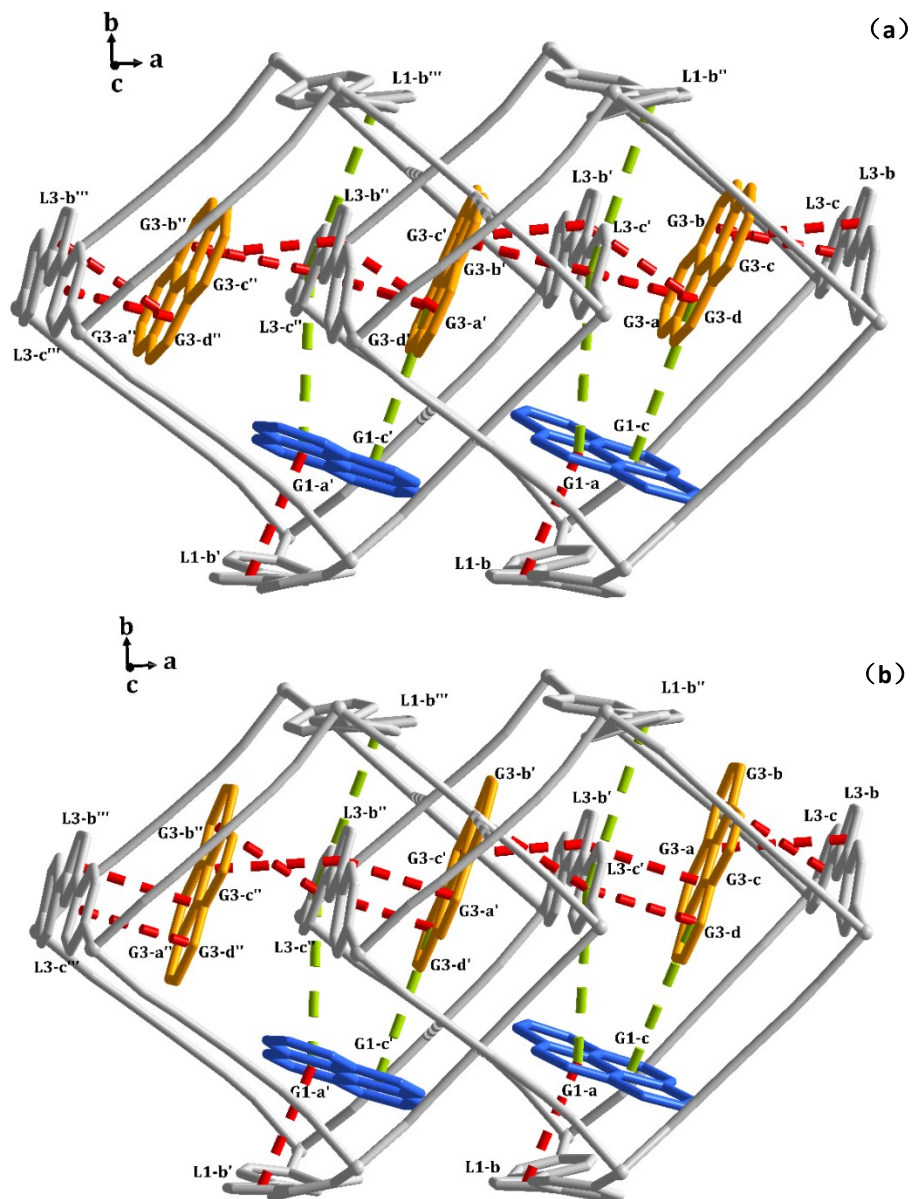 (a)
b
a
c
L1-b'''
L1-b''
L3-b'''
L3-b''
L3-b'
L3-b
L3-c
G3-b''
G3-c'
L3-c'
G3-b
G3-c''
G3-b'
G3-c
L3-c''
G3-a''
G3-d''
G3-d'
G3-a'
G3-a
G3-d
L3-c'''
G1-c'
G1-c
G1-a'
G1-a
L1-b'
L1-b
(b)
b
a
c
L1-b'''
L1-b''
G3-b'
G3-b
L3-b'''
L3-b''
L3-b'
L3-b
L3-c
G3-b''
G3-a
G3-c'
L3-c'
G3-c
G3-c''
G3-a'
L3-c''
G3-d
G3-a''
G3-d''
L3-c'''
G3-d'
G1-c'
G1-c
G1-a'
G1-a
L1-b'
L1-b